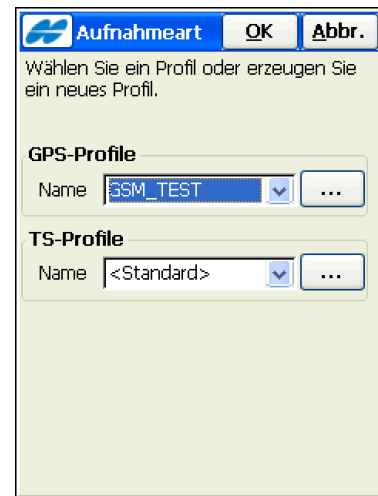 Aufnahmeart OK Abbr.
Wählen Sie ein Profil oder erzeugen Sie
ein neues Profil.
GPS-Profile
Name GSM_TEST ...
TS-Profile
Name <Standard> ...